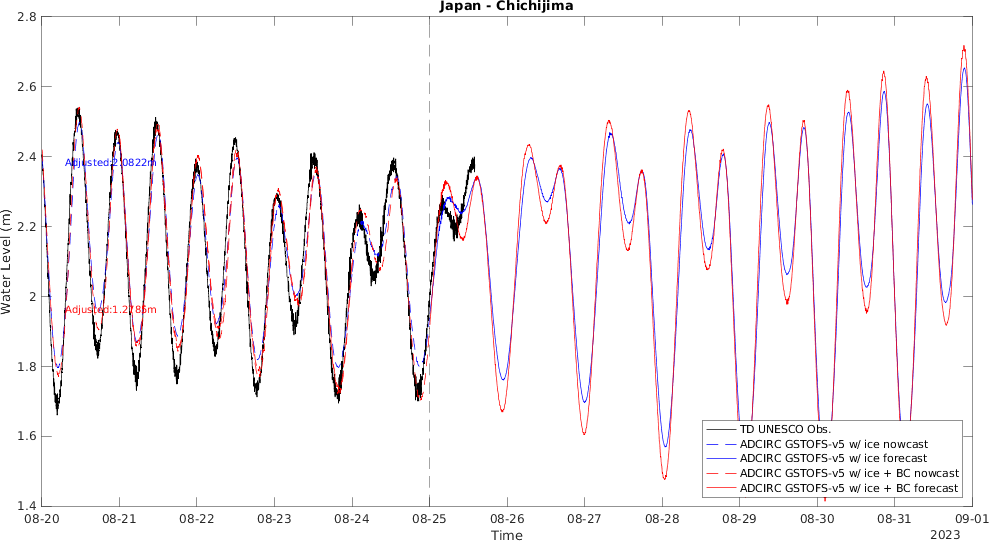 Japan - Chichijima
2.8
2.6
2.4
2.2
2
1.8
1.6
1.4
Water Level (m)
Adjusted:2.0822m
Adjusted:1.2785m
TD UNESCO Obs.
ADCIRC GSTOFS-v5 w/ ice nowcast
ADCIRC GSTOFS-v5 w/ ice forecast
ADCIRC GSTOFS-v5 w/ ice + BC nowcast
ADCIRC GSTOFS-v5 w/ ice + BC forecast
08-20 08-21 08-22 08-23 08-24 08-25 08-26 08-27 08-28 08-29 08-30 08-31 09-01
Time
2023